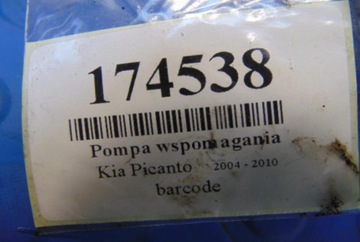 174538
Pompa wspomagania
Kia Picanto 2004 - 2010
barcode